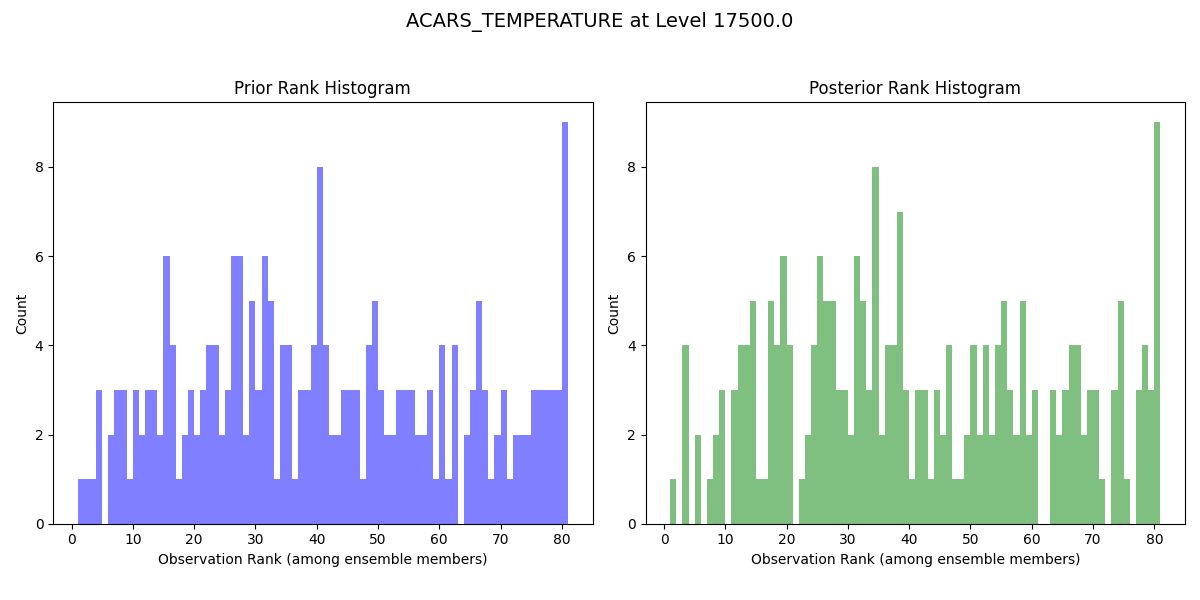 ACARS_TEMPERATURE at Level 17500.0
Prior Rank Histogram
8
6
4
2
0
Count
0 10 20 30 40 50 60 70 80
Observation Rank (among ensemble members)
Posterior Rank Histogram
8
6
4
2
0
Count
0 10 20 30 40 50 60 70 80
Observation Rank (among ensemble members)